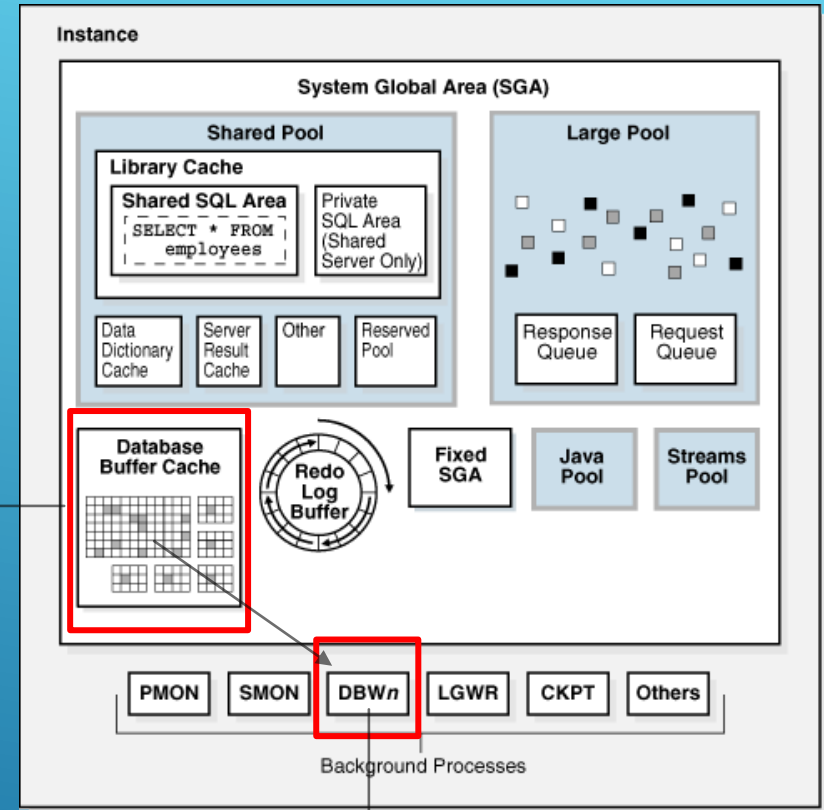 Instance
System Global Area (SGA)
Shared Pool
Library Cache
Shared SQL Area
SELECT * FROM
employees
Private
SQL Area
(Shared
Server Only)
Data
Dictionary
Cache
Server
Result
Cache
Other
Reserved
Pool
Large Pool
Response
Queue
Request
Queue
Database
Buffer Cache
Redo
Log
Buffer
Fixed
SGA
Java
Pool
Streams
Pool
PMON
SMON
DBWn
LGWR
CKPT
Others
Background Processes